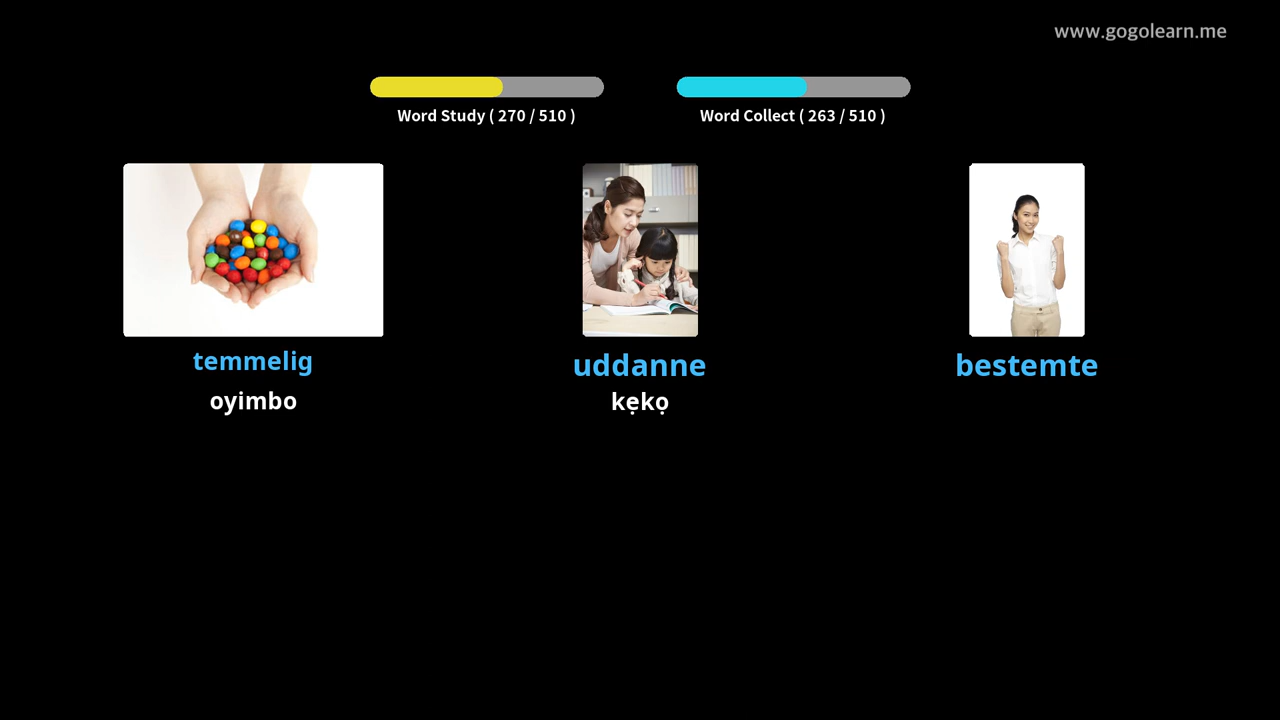 www.gogolearn.me
Word Study ( 270 / 510 )
Word Collect ( 263 / 510 )
temmelig
oyimbo
uddanne
kẹkọ
bestemte